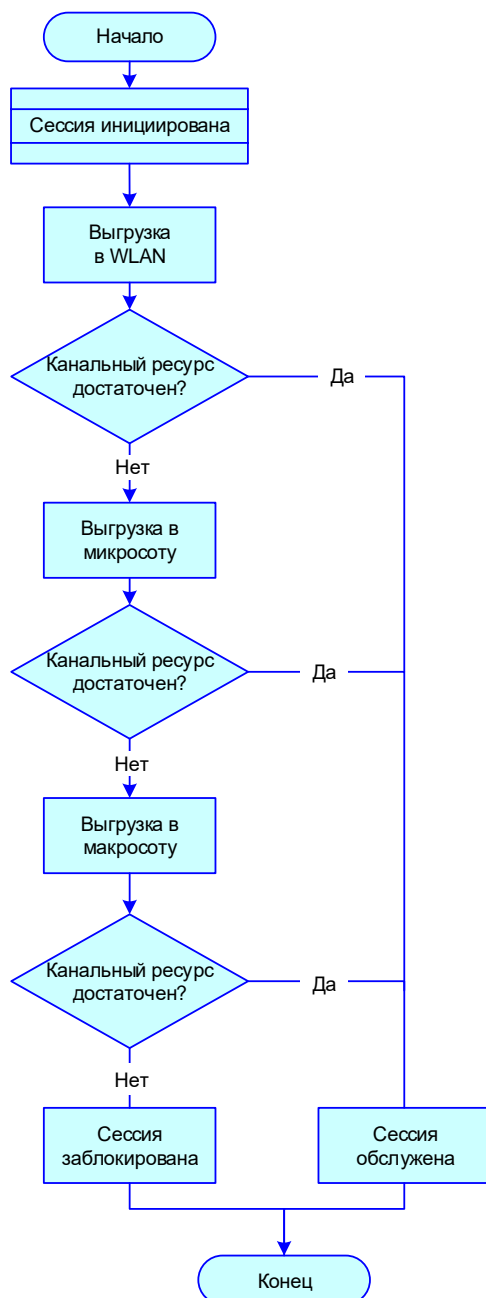 Начало
Сессия инициирована
Выгрузка
в WLAN
Канальный ресурс
достаточен?
Да
Нет
Выгрузка в
микросоту
Канальный ресурс
достаточен?
Да
Нет
Выгрузка в
макросоту
Канальный ресурс
достаточен?
Да
Нет
Сессия
заблокирована
Сессия
обслужена
Конец